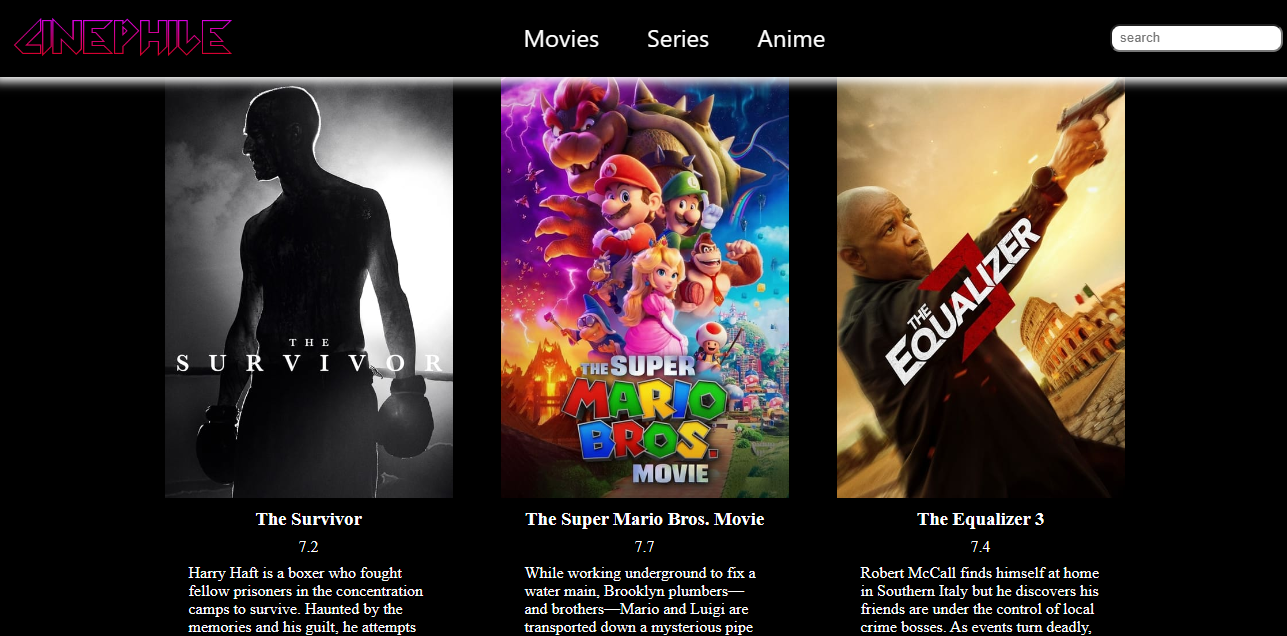 CINEPHILE
Movies Series Anime
search
THE
SURVIVOR
THE SUPER
MARIO
BROS.
MOVIE
THE
EQUALIZER
3
The Survivor
7.2
Harry Haft is a boxer who fought
fellow prisoners in the concentration
camps to survive. Haunted by the
memories and his guilt, he attempts
The Super Mario Bros. Movie
7.7
While working underground to fix a
water main, Brooklyn plumbers—
and brothers—Mario and Luigi are
transported down a mysterious pipe
The Equalizer 3
7.4
Robert McCall finds himself at home
in Southern Italy but he discovers his
friends are under the control of local
crime bosses. As events turn deadly,